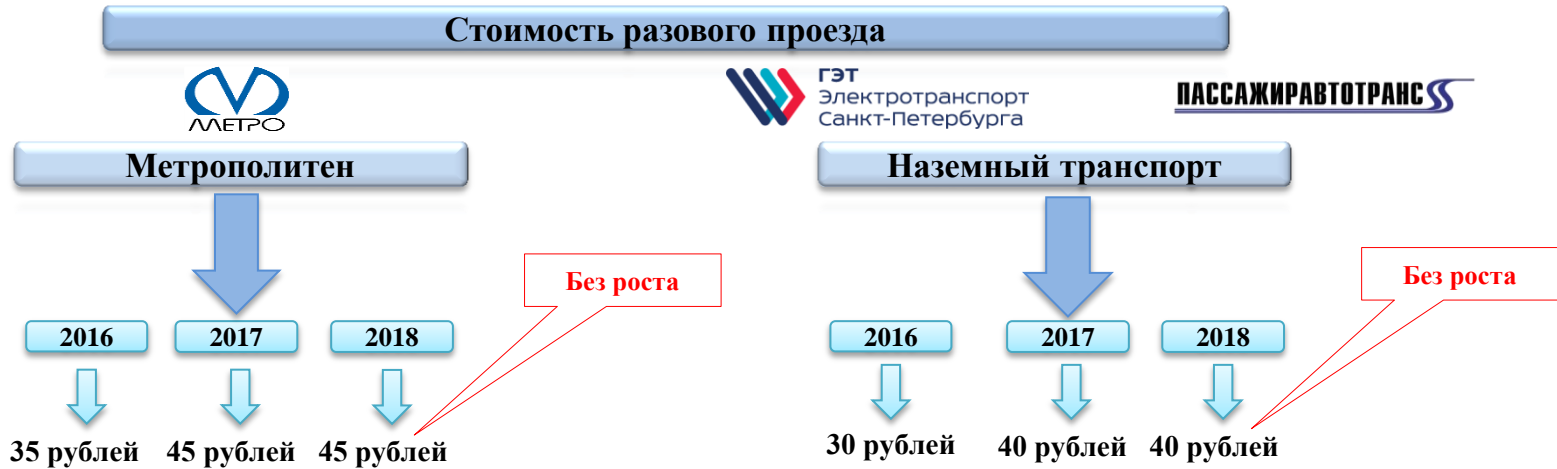 Стоимость разового проезда
МЕТРО
ГЭТ
Электротранспорт
Санкт-Петербурга
ПАССАЖИРАВТОТРАНС
Метрополитен
Наземный транспорт
Без роста
Без роста
2016
2017
2018
2016
2017
2018
35 рублей
45 рублей
45 рублей
30 рублей
40 рублей
40 рублей